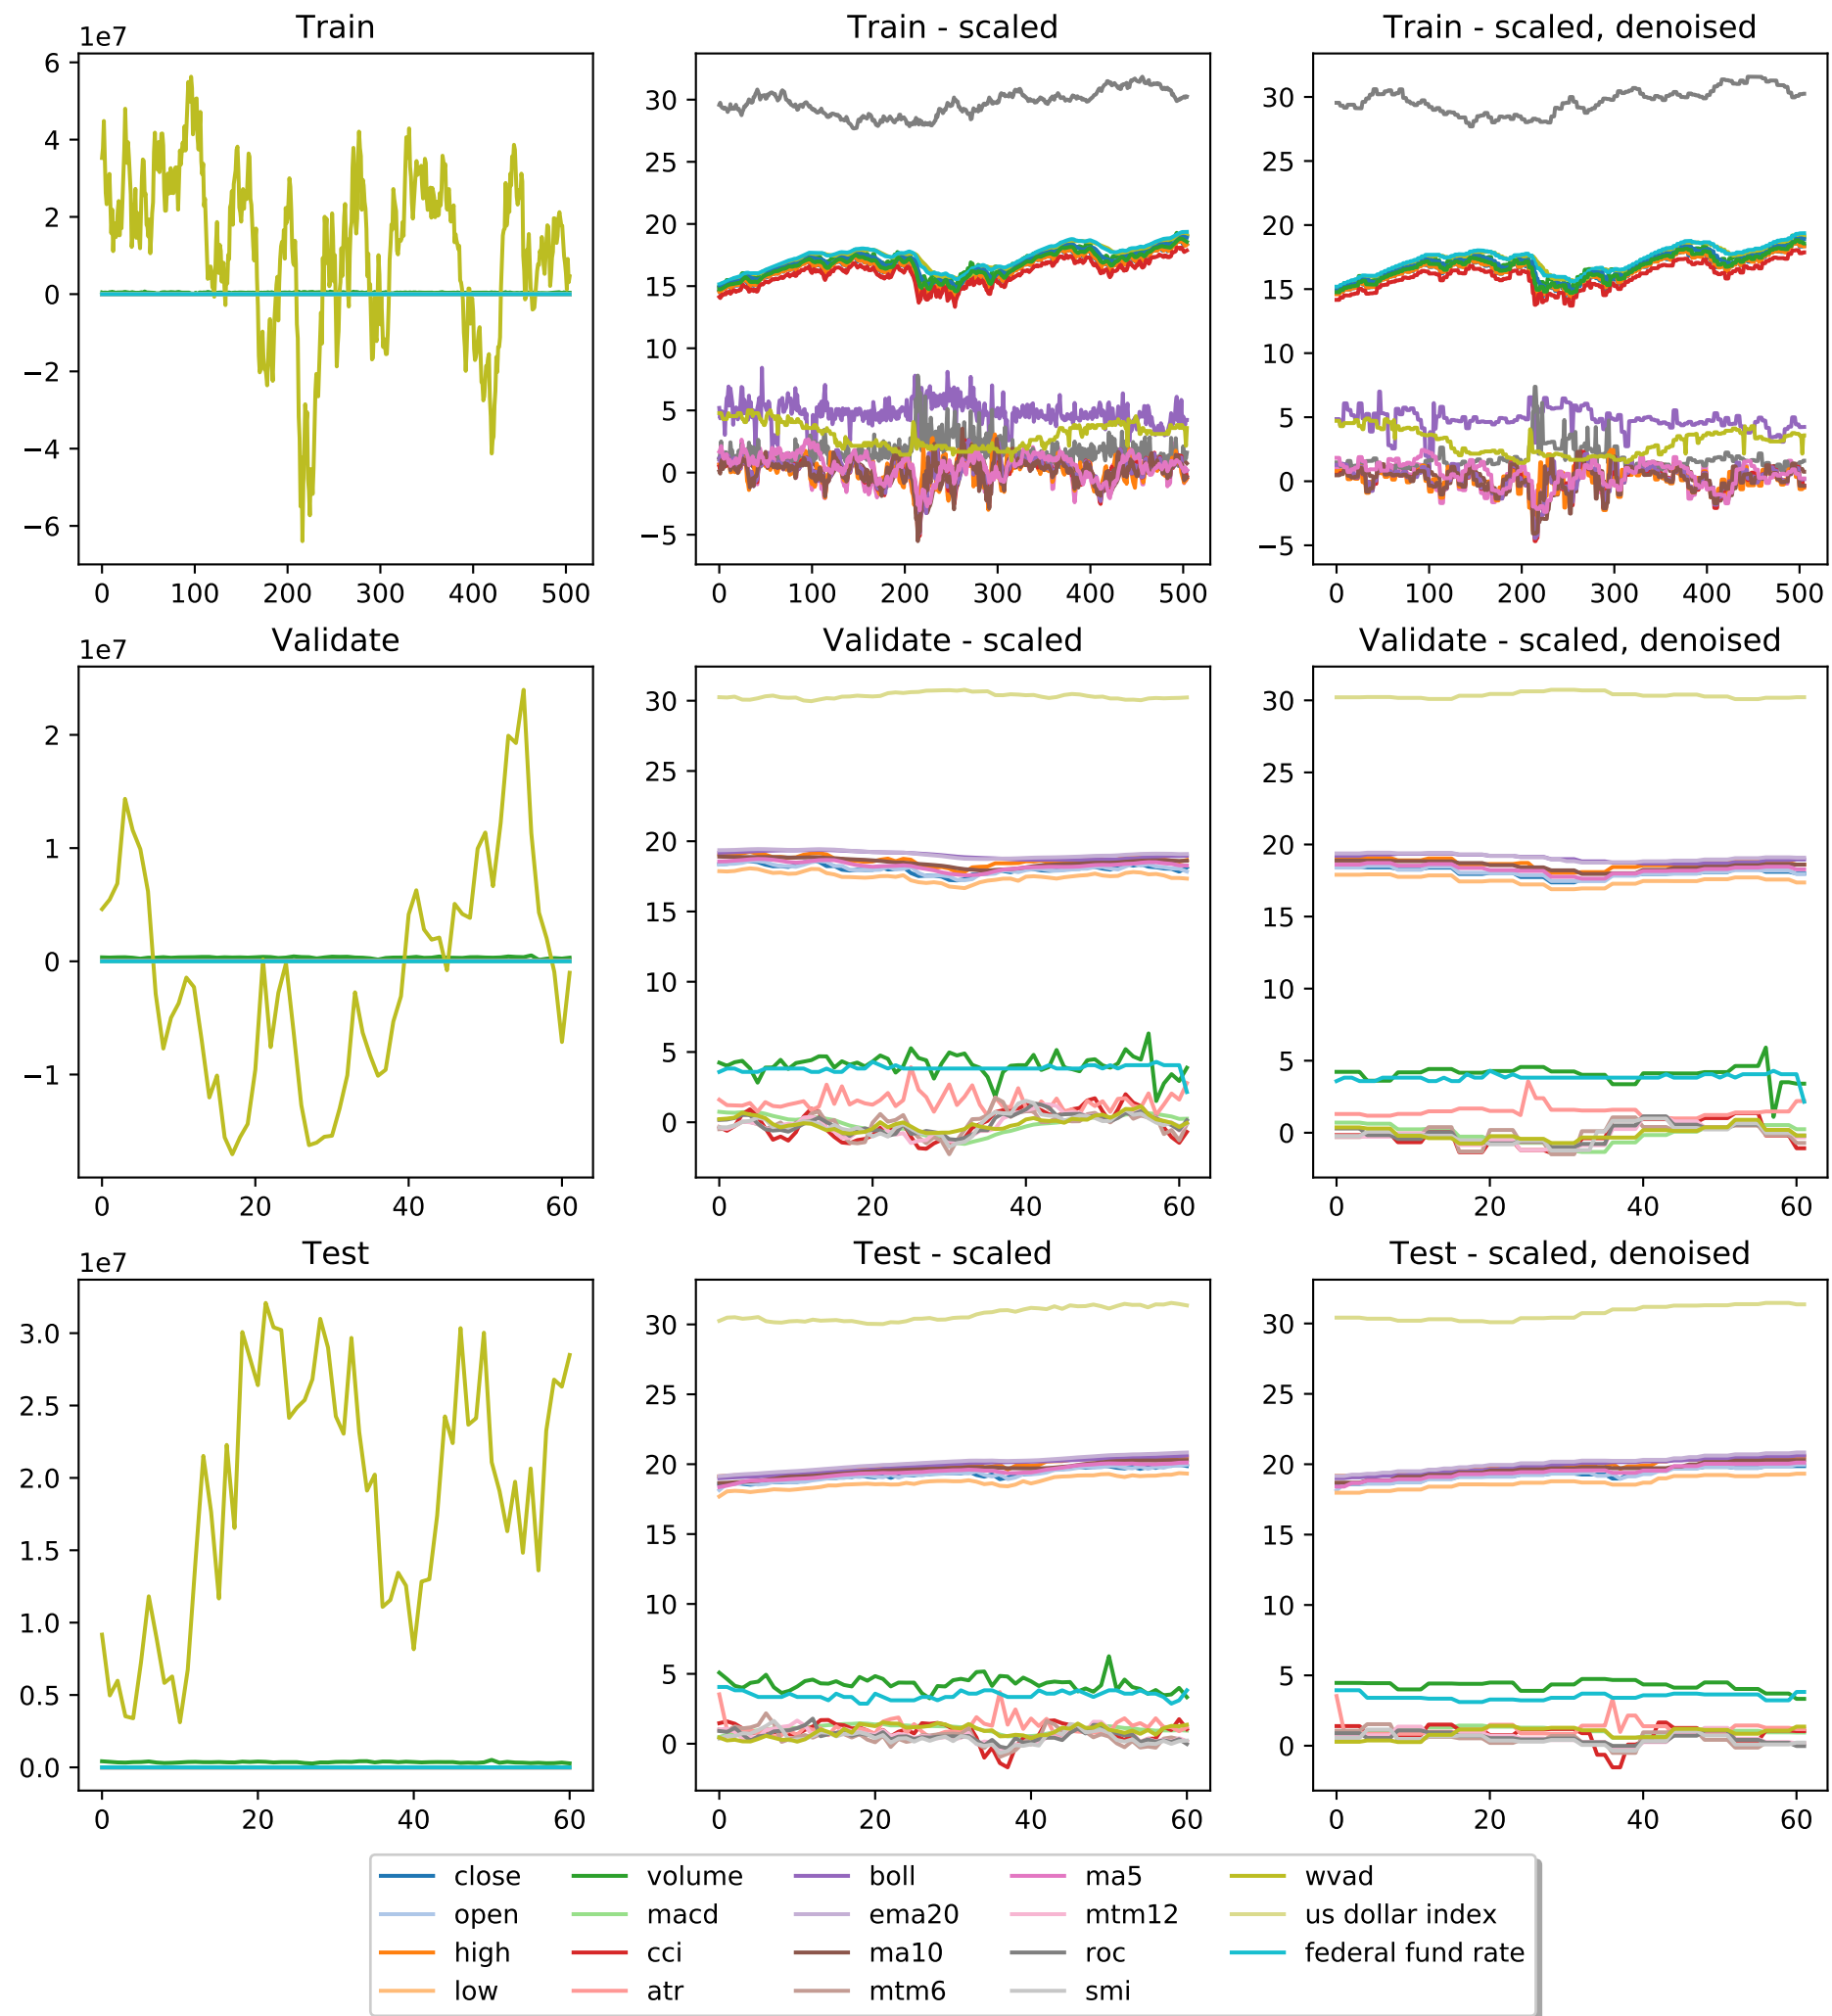 Train
1e7
6
4
2
0
−2
−4
−6
0 100 200 300 400 500
Train - scaled
30
25
20
15
10
5
0
−5
0 100 200 300 400 500
Train - scaled, denoised
30
25
20
15
10
5
0
−5
0 100 200 300 400 500
Validate
1e7
2
1
0
−1
0 20 40 60
Validate - scaled
30
25
20
15
10
5
0
0 20 40 60
Validate - scaled, denoised
30
25
20
15
10
5
0
0 20 40 60
Test
1e7
3.0
2.5
2.0
1.5
1.0
0.5
0.0
0 20 40 60
Test - scaled
30
25
20
15
10
5
0
0 20 40 60
Test - scaled, denoised
30
25
20
15
10
5
0
0 20 40 60
close
open
high
low
volume
macd
cci
atr
boll
ema20
ma10
mtm6
ma5
mtm12
roc
smi
wvad
us dollar index
federal fund rate